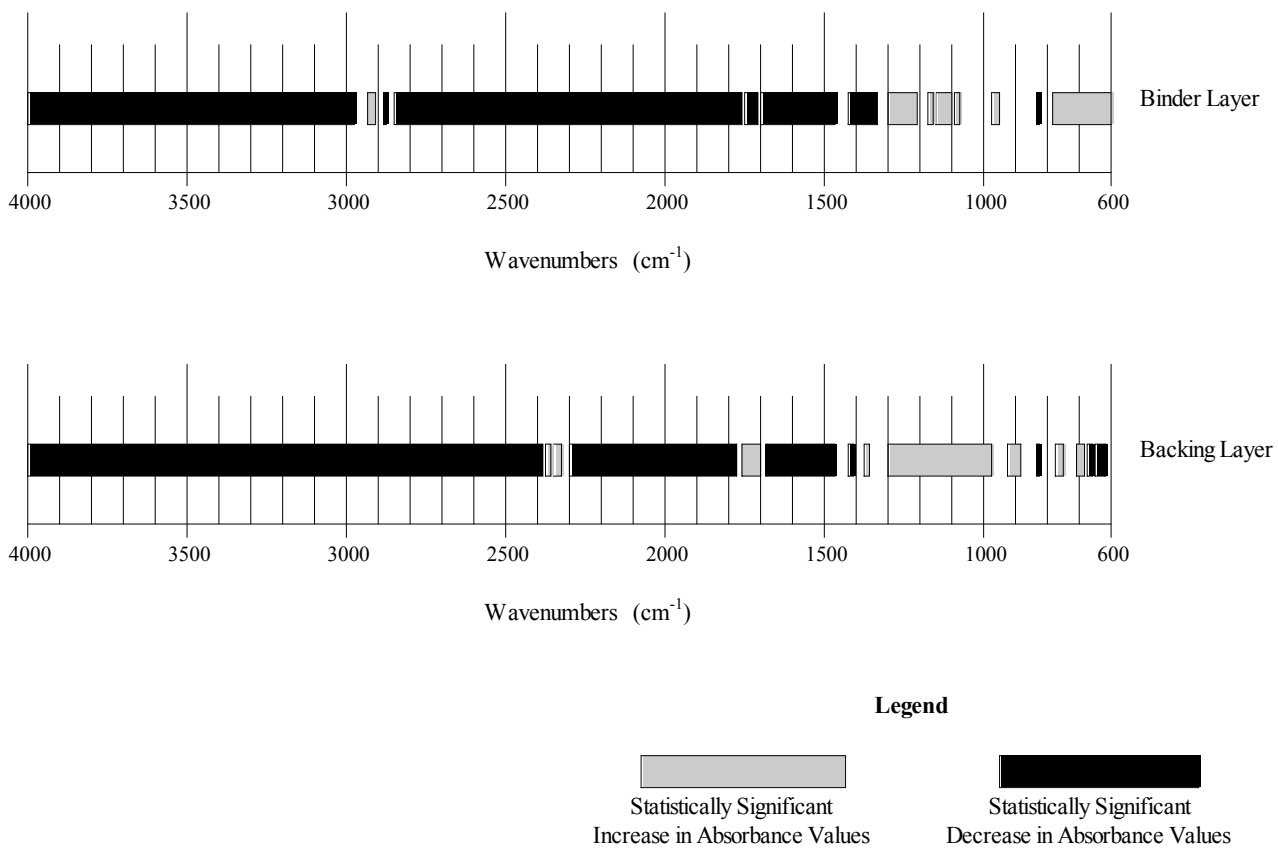 Binder Layer
4000 3500 3000 2500 2000 1500 1000 600
Wavenumbers (cm-1)
Backing Layer
4000 3500 3000 2500 2000 1500 1000 600
Wavenumbers (cm-1)
Legend
Statistically Significant
Increase in Absorbance Values
Statistically Significant
Decrease in Absorbance Values